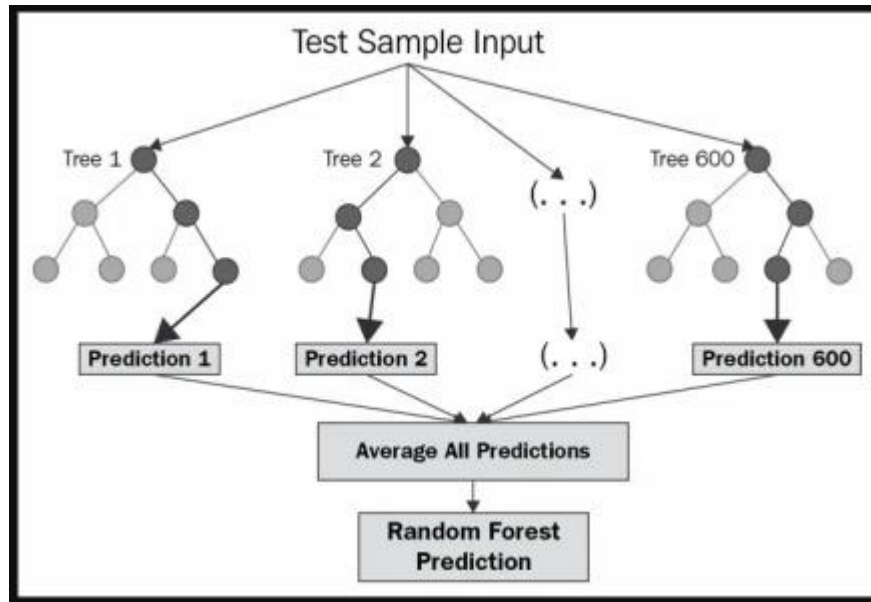 Test Sample Input
Tree 1
Tree 2
Tree 600
(. . .)
Prediction 1
Prediction 2
(. . .)
Prediction 600
Average All Predictions
Random Forest
Prediction